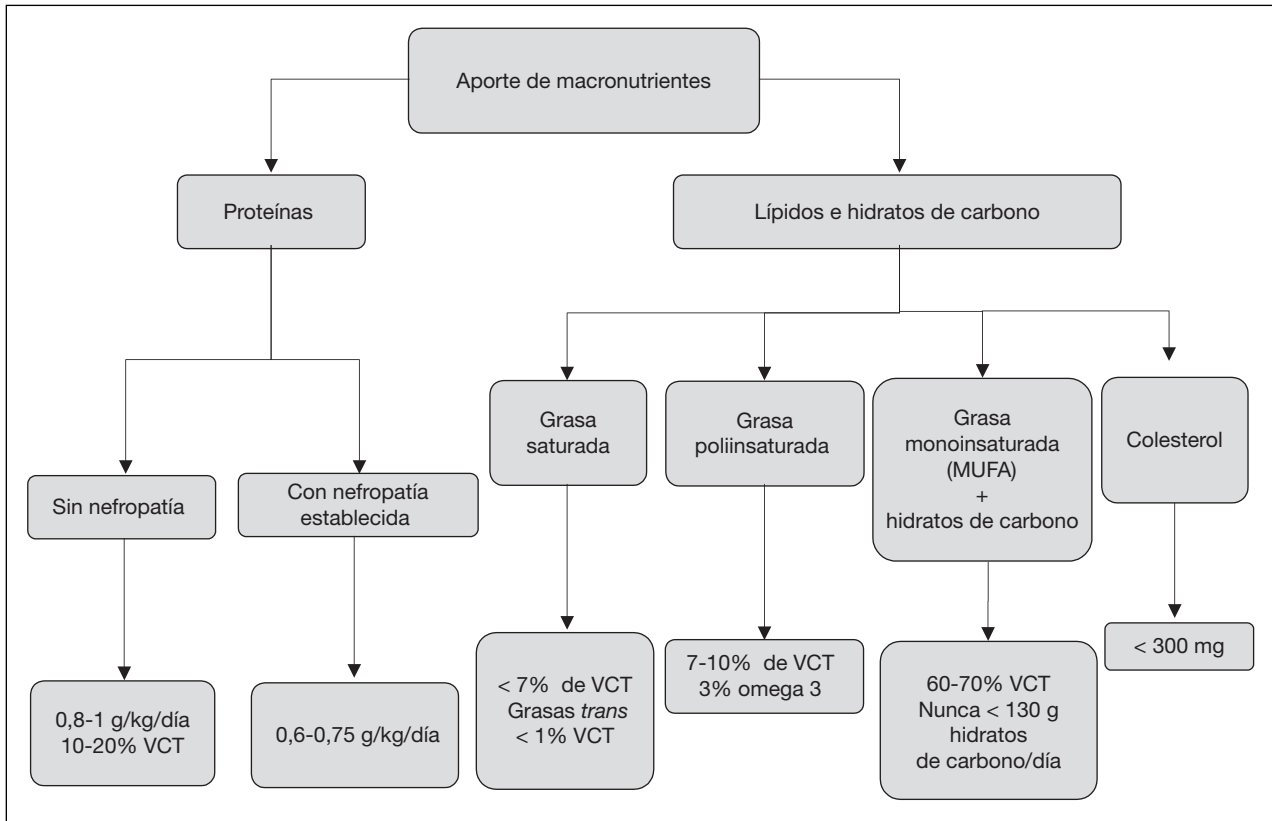 Aporte de macronutrientes
Proteínas
Lípidos e hidratos de carbono
Sin nefropatía
Con nefropatía
establecida
Grasa
saturada
Grasa
poliinsaturada
Grasa
monoinsaturada
(MUFA)
+
hidratos de carbono
Colesterol
0,8-1 g/kg/día
10-20% VCT
0,6-0,75 g/kg/día
< 7% de VCT
Grasas trans
< 1% VCT
7-10% de VCT
3% omega 3
60-70% VCT
Nunca < 130 g
hidratos
de carbono/día
< 300 mg